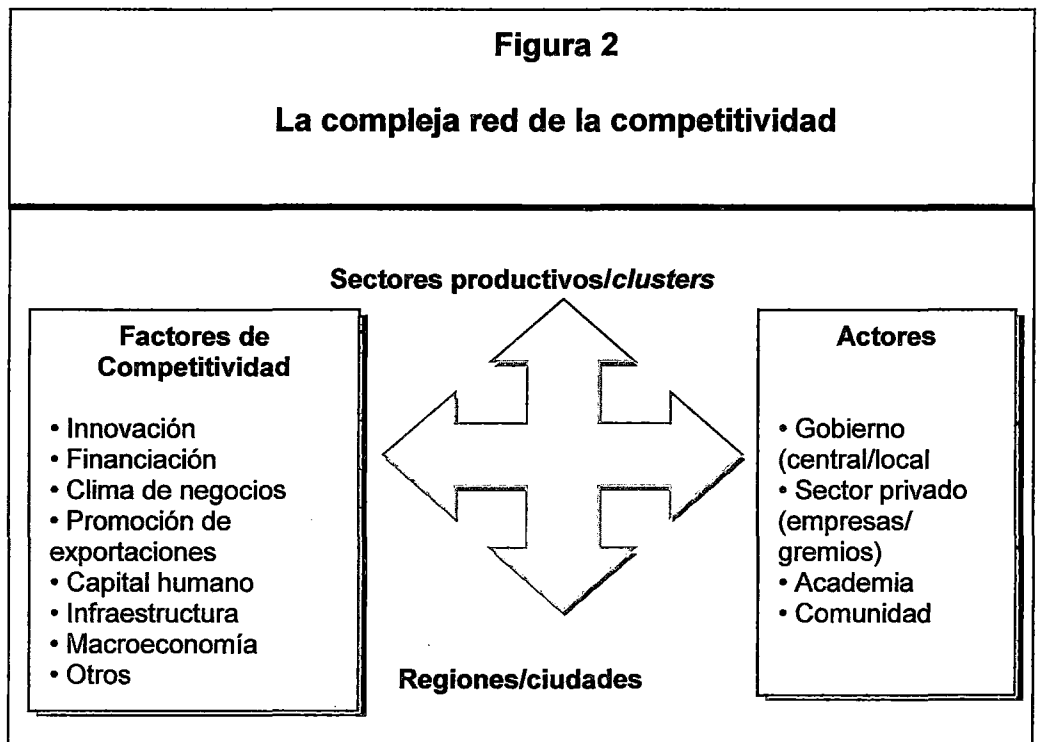 Figura 2
La compleja red de la competitividad
Sectores productivos/clusters
Factores de
Competitividad
• Innovación
• Financiación
• Clima de negocios
• Promoción de
exportaciones
• Capital humano
• Infraestructura
• Macroeconomía
• Otros
Actores
• Gobierno
(central/local
• Sector privado
(empresas/
gremios)
• Academia
• Comunidad
Regiones/ciudades